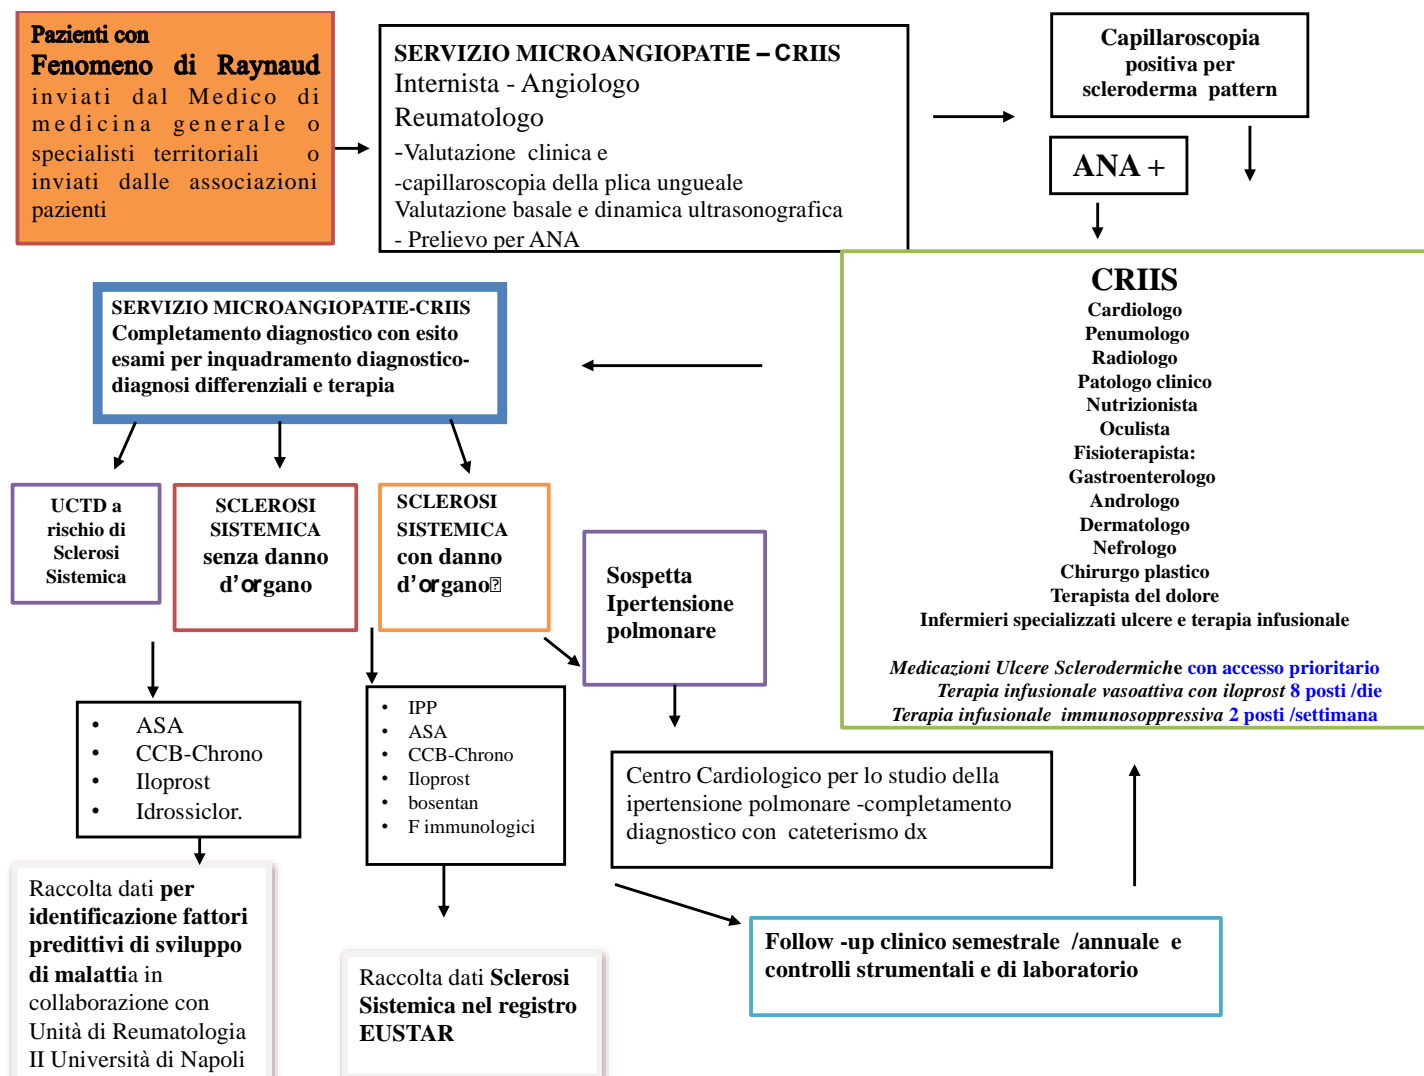 Pazienti con
Fenomeno di Raynaud
inviati dal Medico di
medicina generale o
specialisti territoriali o
inviati dalle associazioni
pazienti
SERVIZIO MICROANGIOPATIE – CRIIS
Internista - Angiologo
Reumatologo
-Valutazione clinica e
-capillaroscopia della plica ungueale
Valutazione basale e dinamica ultrasonografica
- Prelievo per ANA
Capillaroscopia
positiva per
scleroderma pattern
ANA +
CRIIS
Cardiologo
Penumologo
Radiologo
Patologo clinico
Nutrizionista
Oculista
Fisioterapista:
Gastroenterologo
Andrologo
Dermatologo
Nefrologo
Chirurgo plastico
Terapista del dolore
Infermieri specializzati ulcere e terapia infusionale
Medicazioni Ulcere Sclerodermiche con accesso prioritario
Terapia infusionale vasoattiva con iloprost 8 posti /die
Terapia infusionale immunosoppressiva 2 posti /settimana
SERVIZIO MICROANGIOPATIE-CRIIS
Completamento diagnostico con esito
esami per inquadramento diagnostico-
diagnosi differenziali e terapia
UCTD a
rischio di
Sclerosi
Sistemica
SCLEROSI
SISTEMICA
senza danno
d’organo
SCLEROSI
SISTEMICA
con danno
d’organo
Sospetta
Ipertensione
polmonare
• ASA
• CCB-Chrono
• Iloprost
• Idrossiclor.
• IPP
• ASA
• CCB-Chrono
• Iloprost
• bosentan
• F immunologici
Centro Cardiologico per lo studio della
ipertensione polmonare -completamento
diagnostico con cateterismo dx
Raccolta dati per
identificazione fattori
predittivi di sviluppo
di malattia in
collaborazione con
Unità di Reumatologia
II Università di Napoli
Raccolta dati Sclerosi
Sistemica nel registro
EUSTAR
Follow -up clinico semestrale /annuale e
controlli strumentali e di laboratorio